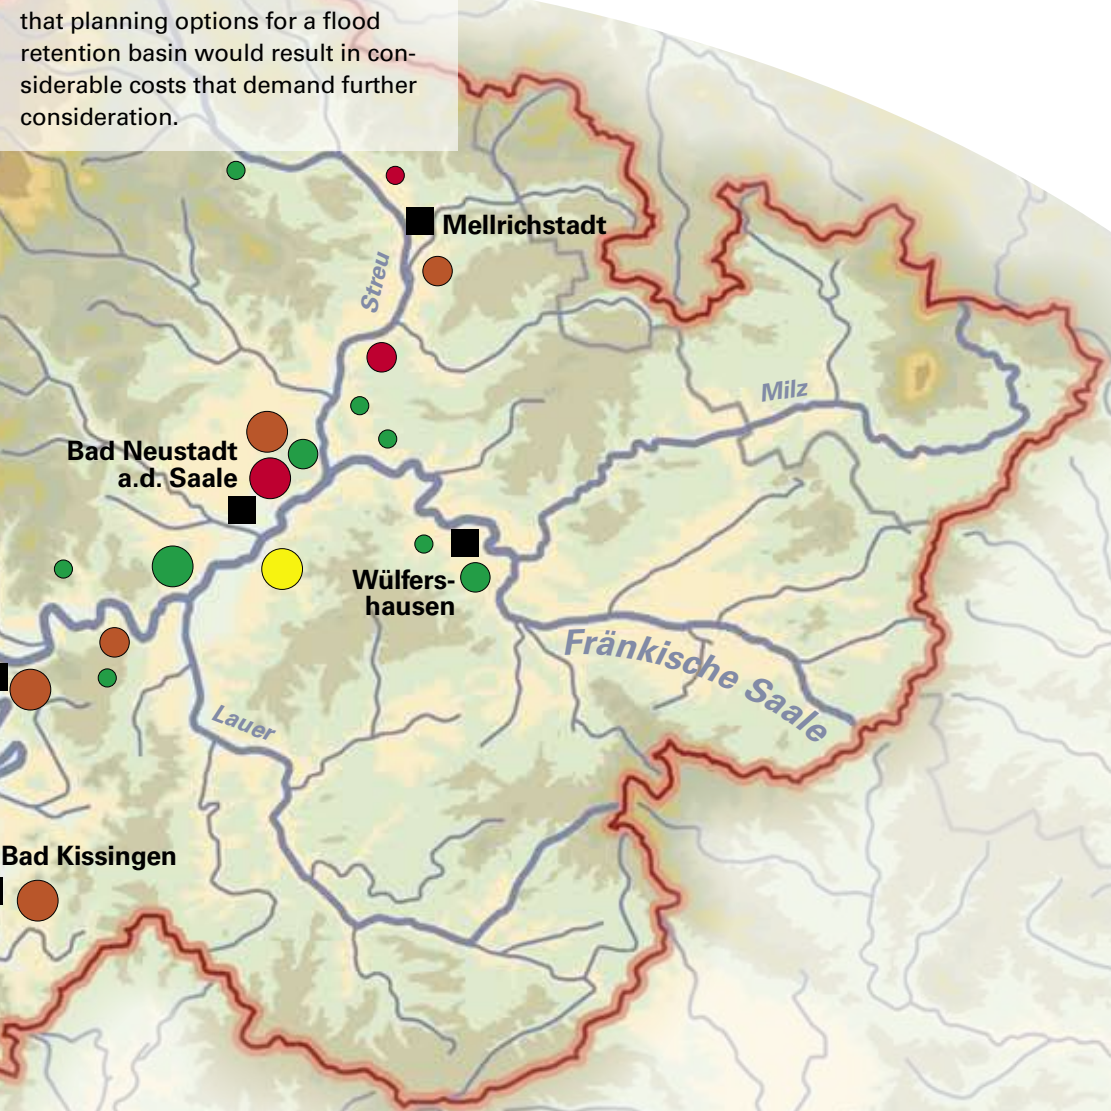 that planning options for a flood
retention basin would result in con-
siderable costs that demand further
consideration.
Mellrichstadt
Streu
Milz
Bad Neustadt
a.d. Saale
Wülfers-
hausen
Fränkische Saale
Lauer
Bad Kissingen